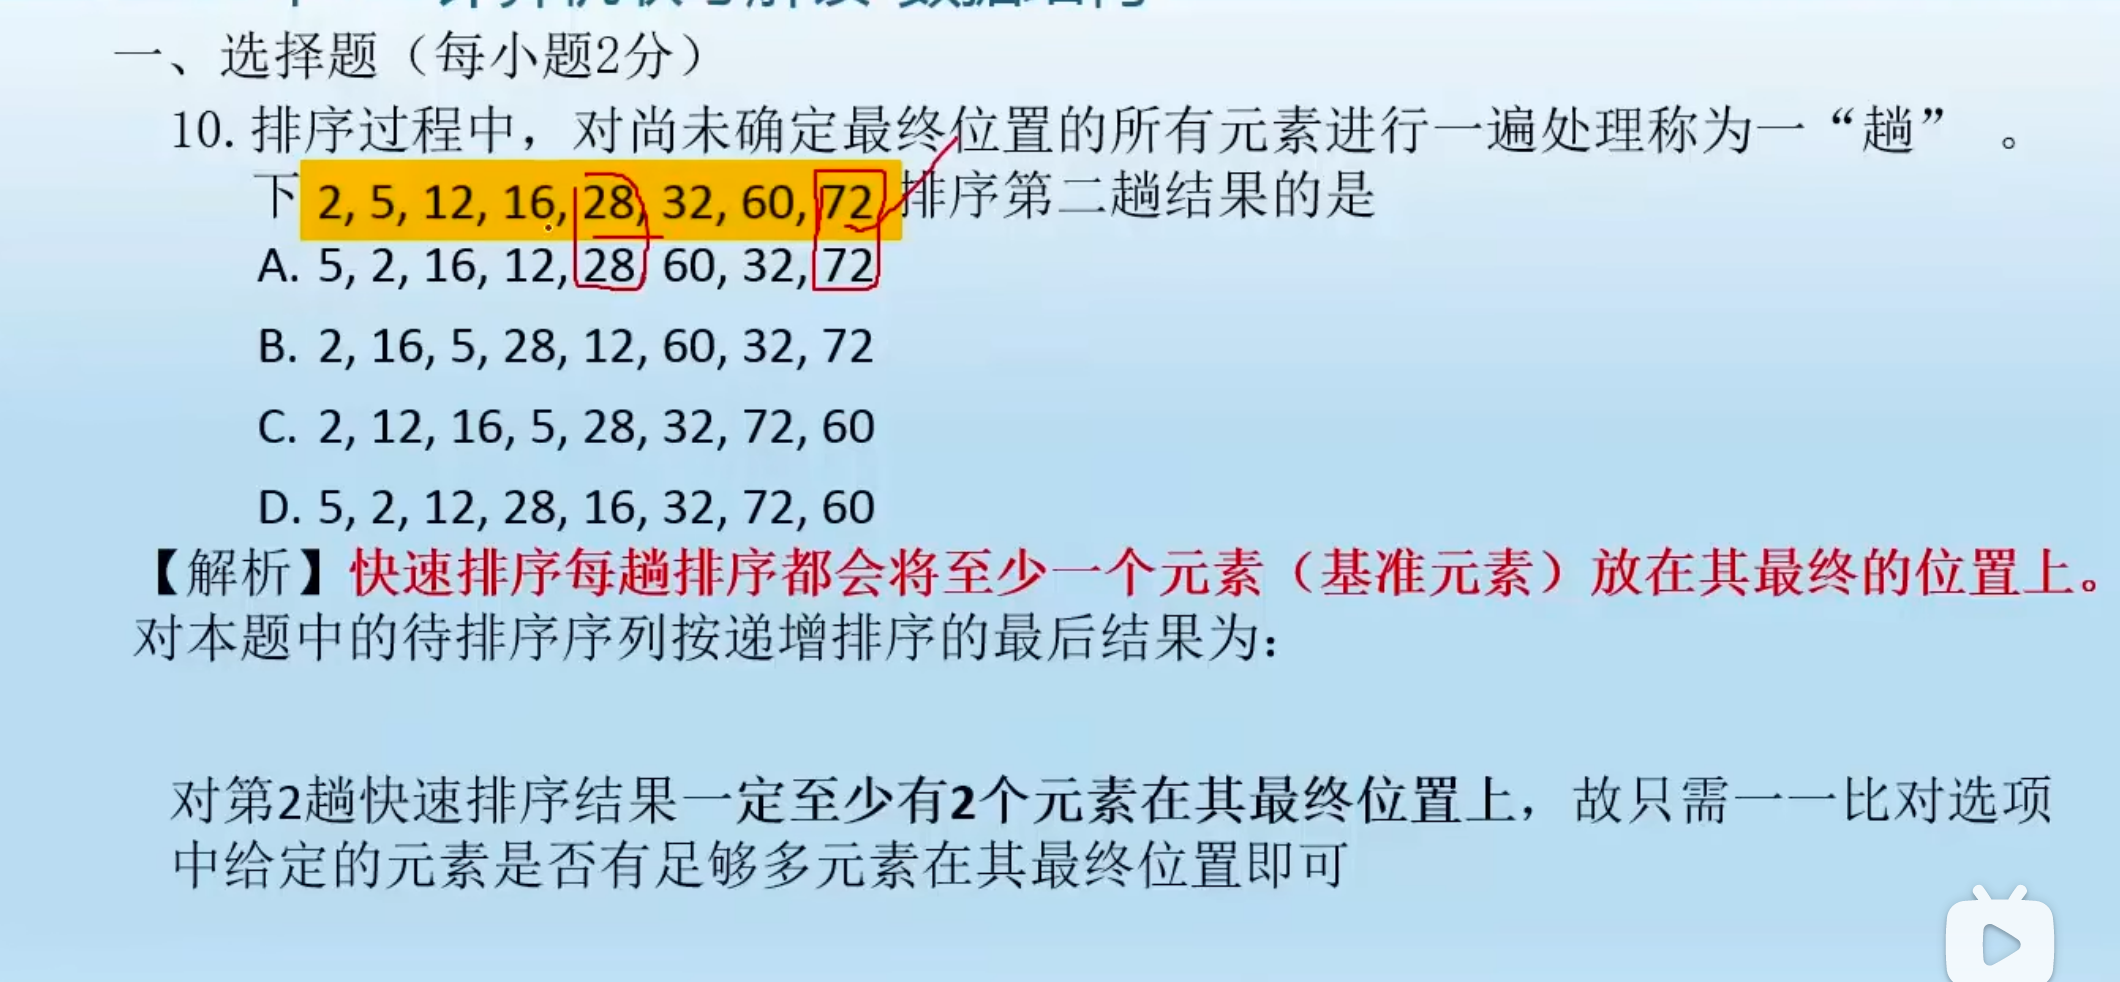 一、选择题（每小题2分）
10. 排序过程中，对尚未确定最终位置的所有元素进行一遍处理称为一“趟” 。
下 2, 5, 12, 16, 28, 32, 60, 72 排序第二趟结果的是
A. 5, 2, 16, 12, 28, 60, 32, 72
B. 2, 16, 5, 28, 12, 60, 32, 72
C. 2, 12, 16, 5, 28, 32, 72, 60
D. 5, 2, 12, 28, 16, 32, 72, 60
【解析】快速排序每趟排序都会将至少一个元素（基准元素）放在其最终的位置上。
对本题中的待排序序列按递增排序的最后结果为：
对第2趟快速排序结果一定至少有2个元素在其最终位置上，故只需一一比对选项
中给定的元素是否有足够多元素在其最终位置即可